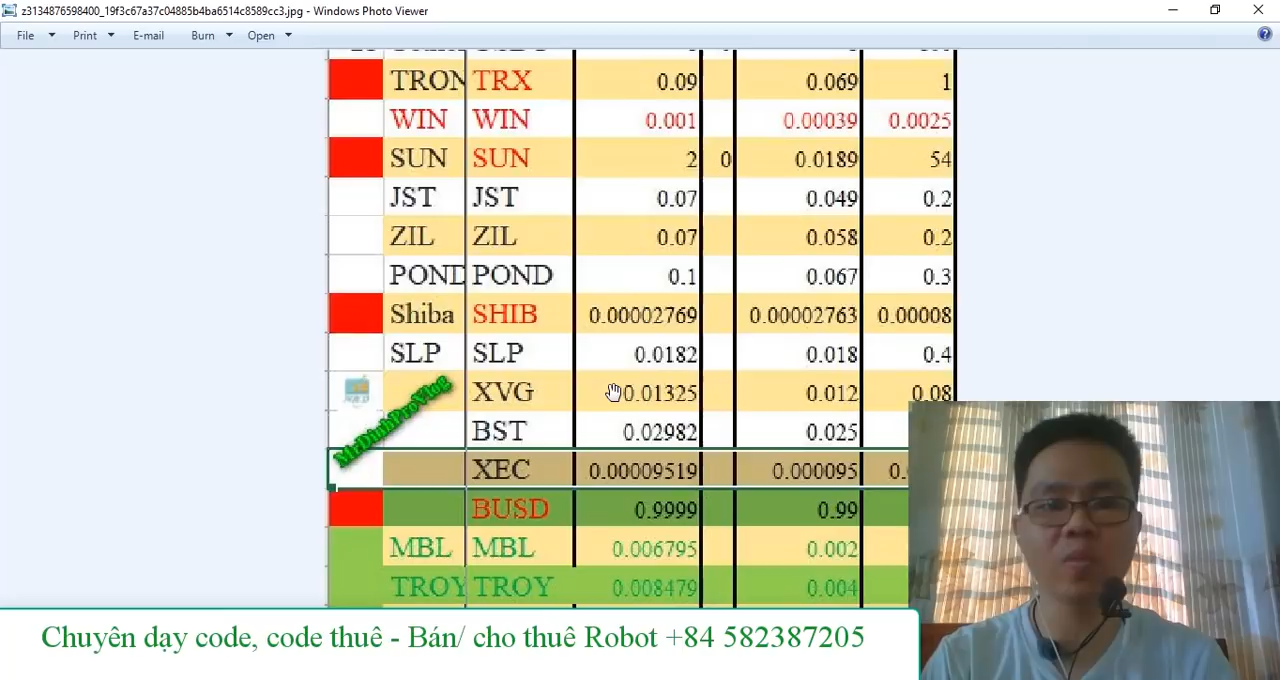 z3134876598400_19f3c67a37c04885b4ba6514c8589cc3.jpg - Windows Photo Viewer
File Print E-mail Burn Open
TRON TRX 0.09 0.069 1
WIN WIN 0.001 0.00039 0.0025
SUN SUN 2 0 0.0189 54
JST JST 0.07 0.049 0.2
ZIL ZIL 0.07 0.058 0.2
POND POND 0.1 0.067 0.3
Shiba SHIB 0.00002769 0.00002763 0.00008
SLP SLP 0.0182 0.018 0.4
XVG 0.01325 0.012 0.08
MrDinhProVlog
BST 0.02982 0.025
XEC 0.00009519 0.000095
BUSD 0.9999 0.99
MBL MBL 0.006795 0.002
TROY TROY 0.008479 0.004
Chuyên dạy code, code thuê - Bán/ cho thuê Robot +84 582387205